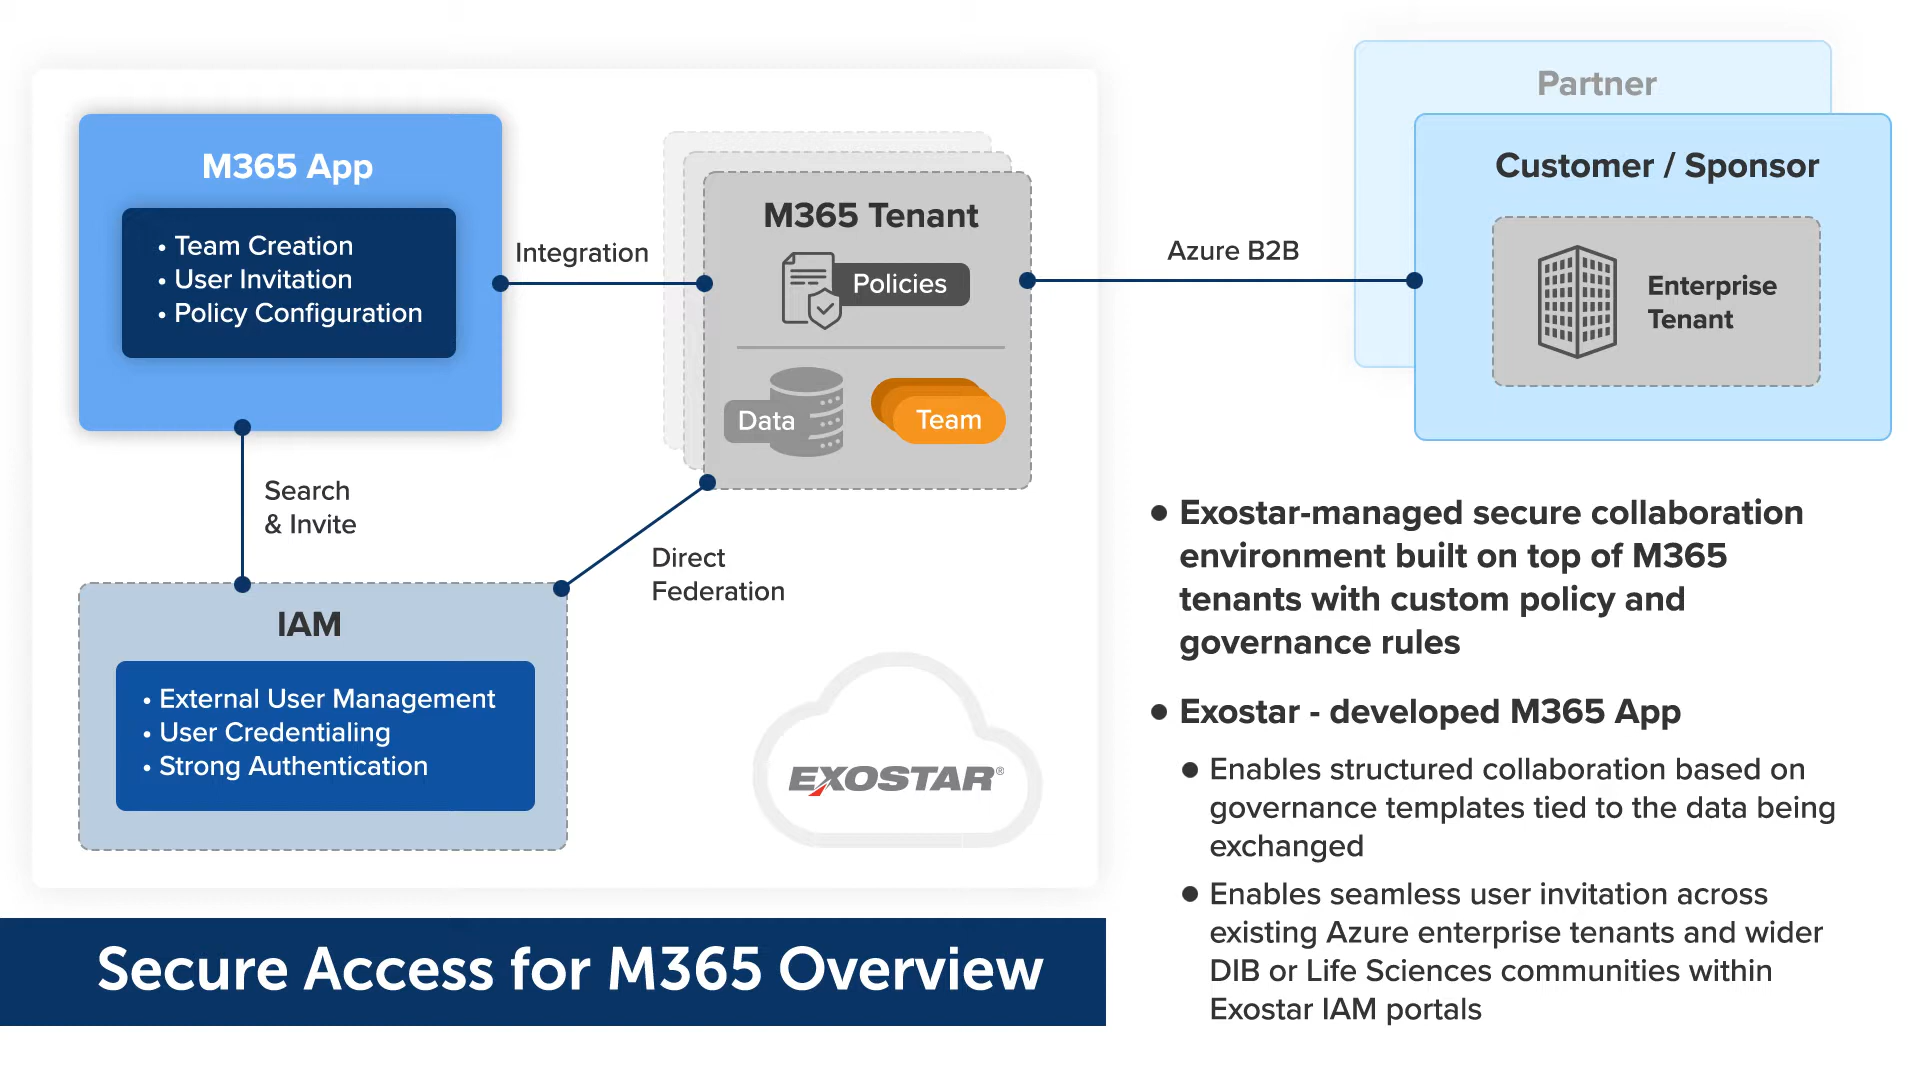 M365 App
• Team Creation
• User Invitation
• Policy Configuration
Integration
M365 Tenant
Policies
Data
Team
Azure B2B
Partner
Customer / Sponsor
Enterprise
Tenant
Search
& Invite
Direct
Federation
IAM
• External User Management
• User Credentialing
• Strong Authentication
EXOSTAR®
Secure Access for M365 Overview
● Exostar-managed secure collaboration
environment built on top of M365
tenants with custom policy and
governance rules
● Exostar - developed M365 App
● Enables structured collaboration based on
governance templates tied to the data being
exchanged
● Enables seamless user invitation across
existing Azure enterprise tenants and wider
DIB or Life Sciences communities within
Exostar IAM portals